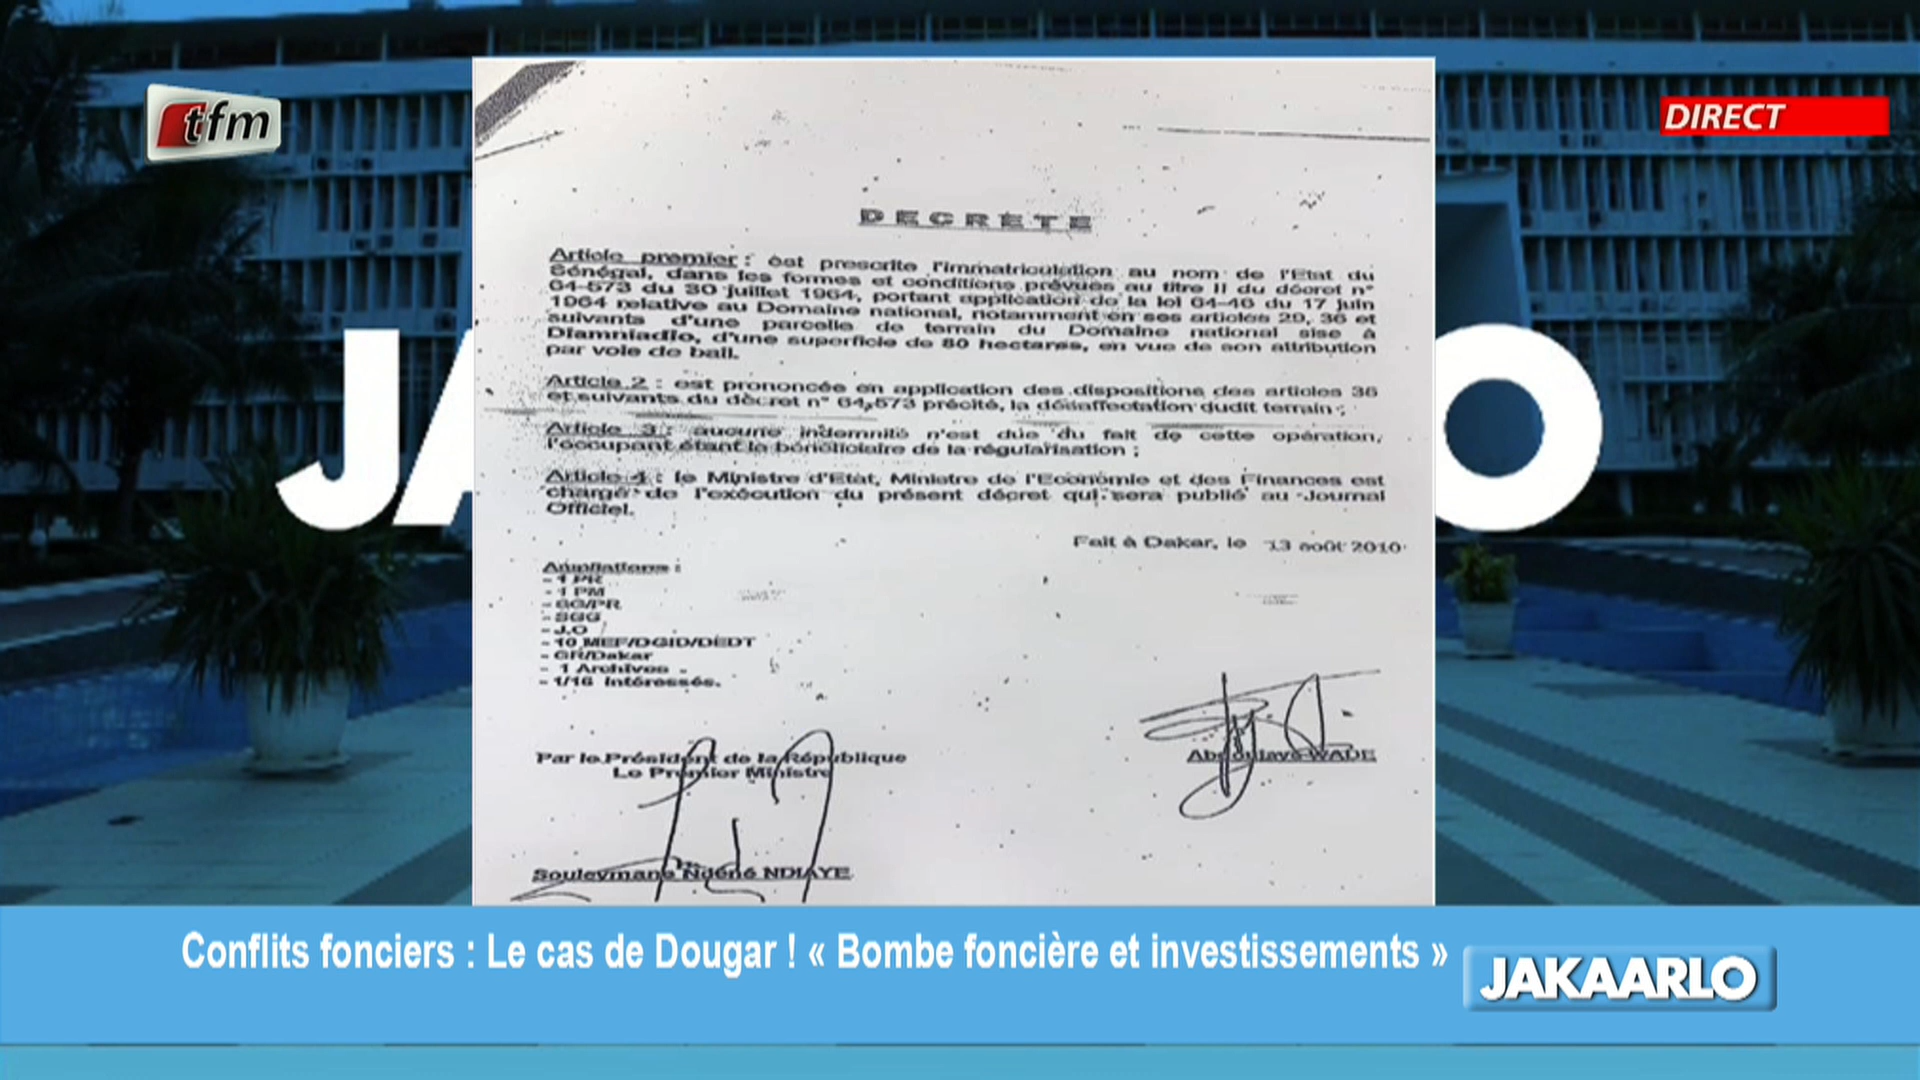 tfm
DIRECT
DECRETE
Article premier : est prescrite l'immatriculation au nom de l'Etat du
Sénégal, dans les formes et conditions prévues au titre II du décret n°
64-573 du 30 juillet 1964, portant application de la loi 64-46 du 17 juin
1964 relative au Domaine national, notamment en ses articles 29, 36 et
suivants d'une parcelle de terrain du Domaine national sise à
Diamniadio, d'une superficie de 80 hectares, en vue de son attribution
par voie de bail.
Article 2 : est prononcée en application des dispositions des articles 36
et suivants du décret n° 64,573 précité, la désaffectation dudit terrain ;
Article 3 : aucune indemnité n'est due du fait de cette opération,
l'occupant étant le bénéficiaire de la régularisation ;
Article 4 : le Ministre d'Etat, Ministre de l'Economie et des Finances est
chargé de l'exécution du présent décret qui sera publié au Journal
Officiel.
Fait à Dakar, le 13 août 2010
Ampliations :
- 1 PR
- 1 PM
- SG/PR
- SGG
- J.O
- 10 MEF/DGID/DEDT
- GR/Dakar
- 1 Archives
- 1/16 Intéressés.
Par le Président de la République
Le Premier Ministre
Abdoulaye WADE
Souleymane Ndéné NDIAYE
JA
O
Conflits fonciers : Le cas de Dougar ! « Bombe foncière et investissements »
JAKAARLO